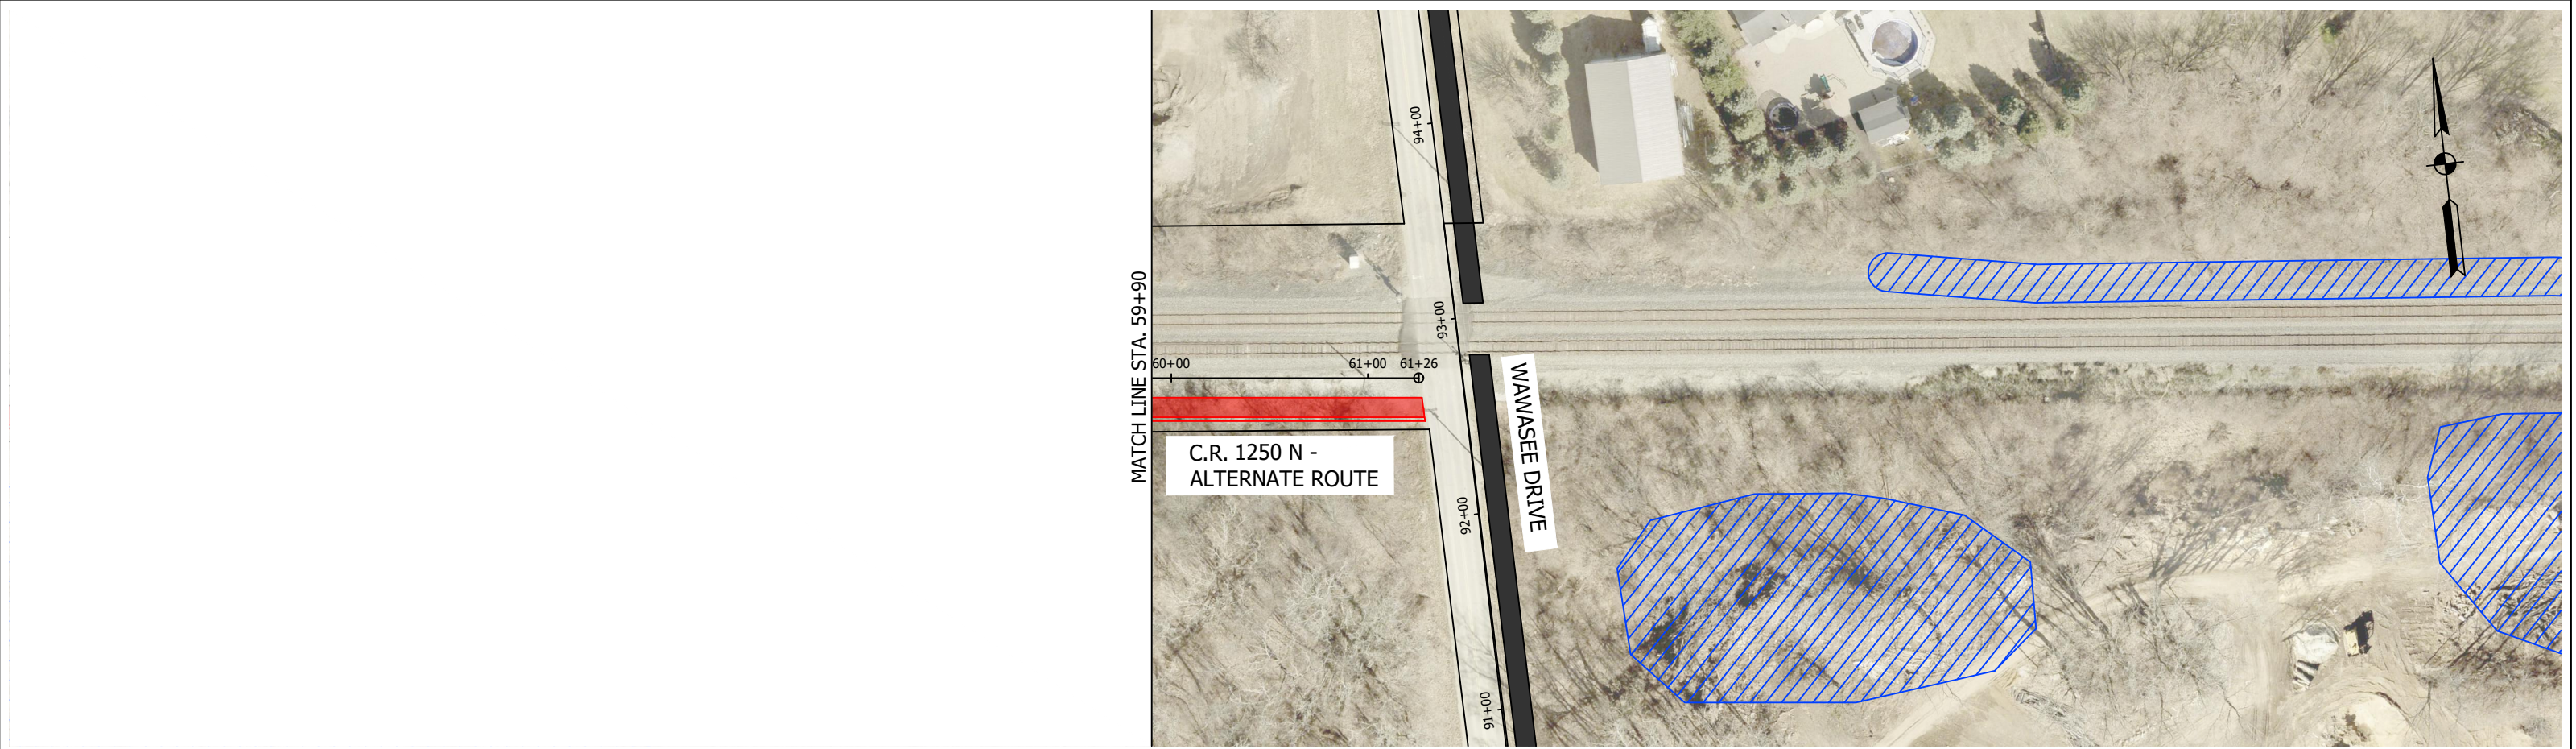 MATCH LINE STA. 59+90
94+00
93+00
60+00
61+00
61+26
C.R. 1250 N -
ALTERNATE ROUTE
WAWASEE DRIVE
92+00
91+00